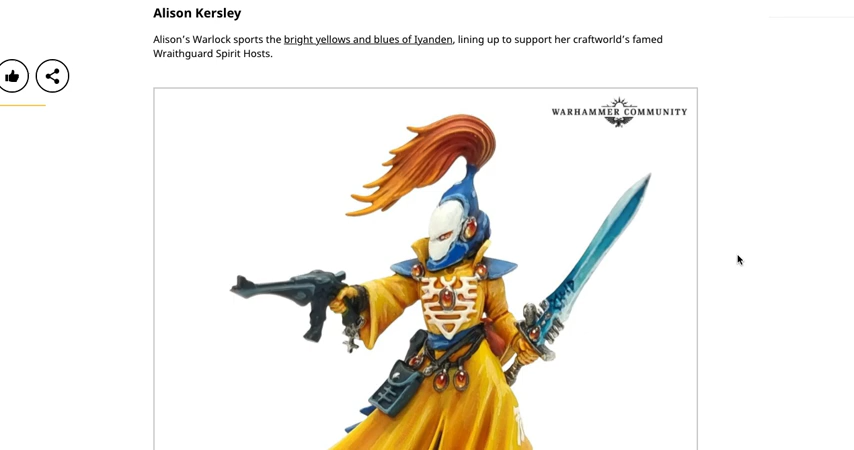 Alison Kersley
Alison’s Warlock sports the bright yellows and blues of Iyanden, lining up to support her craftworld’s famed
Wraithguard Spirit Hosts.
WARHAMMER COMMUNITY